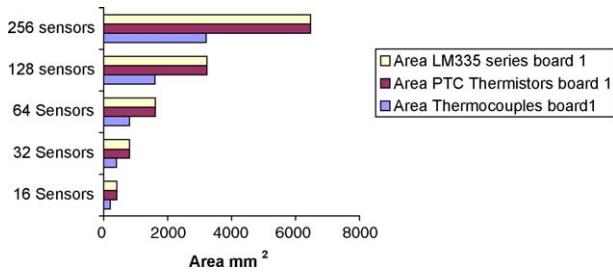 256 sensors
128 sensors
64 Sensors
32 Sensors
16 Sensors
0 2000 4000 6000 8000
Area mm 2
Area LM335 series board 1
Area PTC Thermistors board 1
Area Thermocouples board1